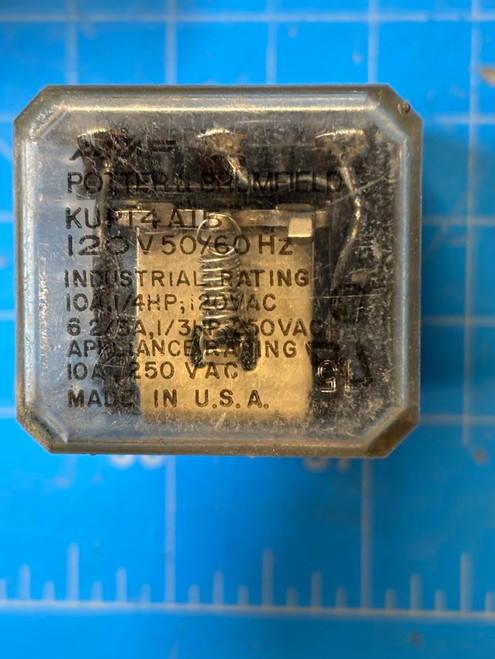 AMF
POTTER & BRUMFIELD
120V 50/60 Hz
INDUSTRIAL RATING
10A, 1/4HP, 120VAC
6 2/3A, 1/3HP, 250VAC
APPLIANCE RATING
10A 250 VAC
MADE IN U.S.A.